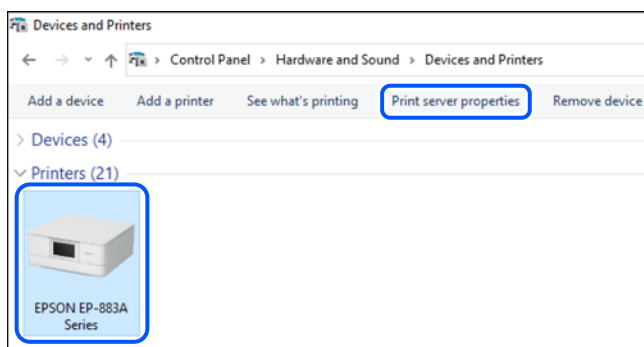 Devices and Printers
Control Panel > Hardware and Sound > Devices and Printers
Add a device Add a printer See what's printing Print server properties Remove device
Devices (4)
Printers (21)
EPSON EP-883A
Series